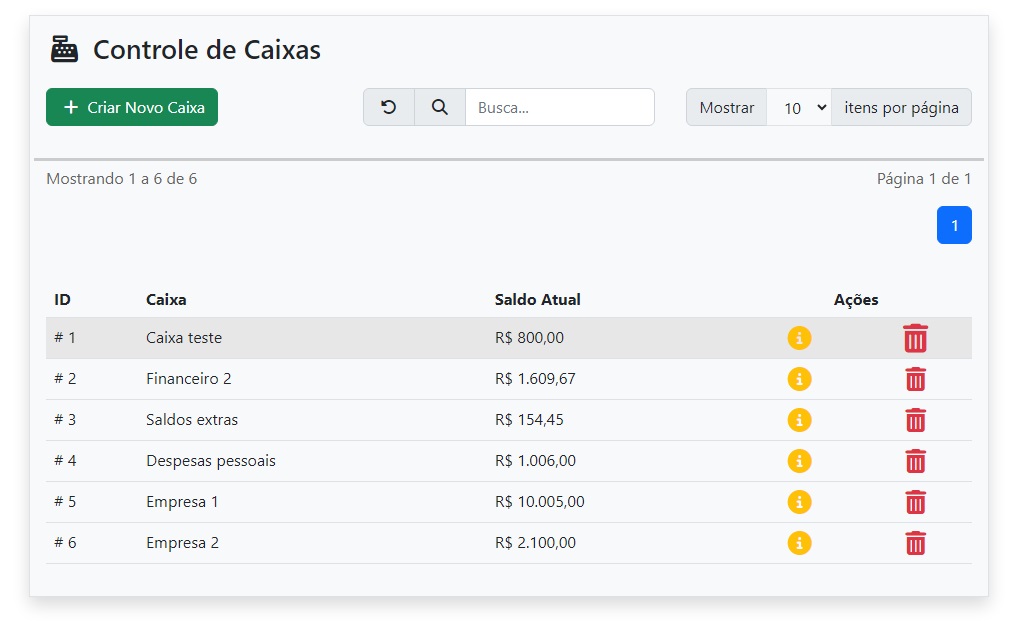 Controle de Caixas
Criar Novo Caixa Busca... Mostrar 10 itens por página
Mostrando 1 a 6 de 6 Página 1 de 1
1
ID Caixa Saldo Atual Ações
# 1 Caixa teste R$ 800,00
# 2 Financeiro 2 R$ 1.609,67
# 3 Saldos extras R$ 154,45
# 4 Despesas pessoais R$ 1.006,00
# 5 Empresa 1 R$ 10.005,00
# 6 Empresa 2 R$ 2.100,00